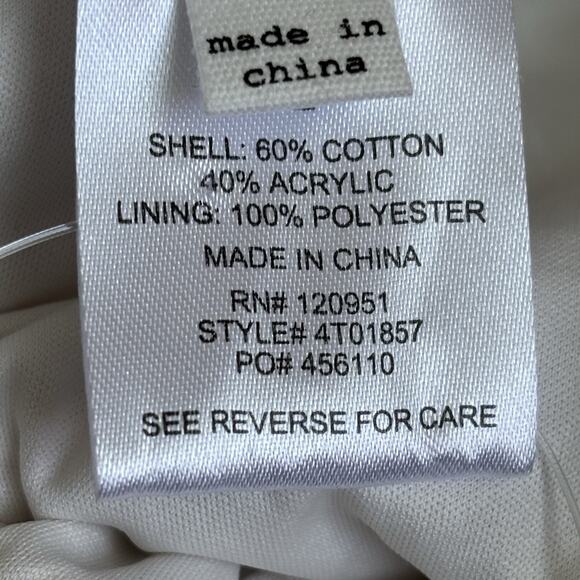 made in
china
SHELL: 60% COTTON
40% ACRYLIC
LINING: 100% POLYESTER
MADE IN CHINA
RN# 120951
STYLE# 4T01857
PO# 456110
SEE REVERSE FOR CARE